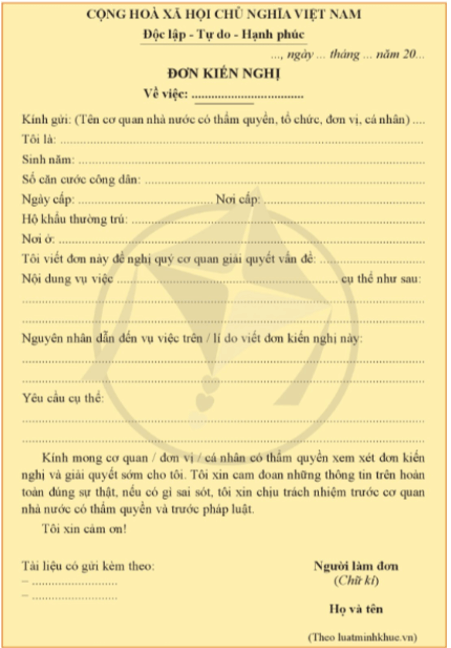 CỘNG HOÀ XÃ HỘI CHỦ NGHĨA VIỆT NAM
Độc lập - Tự do - Hạnh phúc
..., ngày ... tháng ... năm 20...
ĐƠN KIẾN NGHỊ
Về việc: ..................................
Kính gửi: (Tên cơ quan nhà nước có thẩm quyền, tổ chức, đơn vị, cá nhân) ....
Tôi là: ....................................................................................................
Sinh năm: ..............................................................................................
Số căn cước công dân: ..........................................................................
Ngày cấp: ........................................ Nơi cấp: ........................................
Hộ khẩu thường trú: ..............................................................................
Nơi ở: ....................................................................................................
Tôi viết đơn này để nghị quý cơ quan giải quyết vấn đề: ........................
Nội dung vụ việc .................................................. cụ thể như sau:
................................................................................................................
................................................................................................................
Nguyên nhân dẫn đến vụ việc trên / lí do viết đơn kiến nghị này:
................................................................................................................
................................................................................................................
Yêu cầu cụ thể:
................................................................................................................
................................................................................................................
Kính mong cơ quan / đơn vị / cá nhân có thẩm quyền xem xét đơn kiến
nghị và giải quyết sớm cho tôi. Tôi xin cam đoan những thông tin trên hoàn
toàn đúng sự thật, nếu có gì sai sót, tôi xin chịu trách nhiệm trước cơ quan
nhà nước có thẩm quyền và trước pháp luật.
Tôi xin cảm ơn!
Tài liệu có gửi kèm theo:
– ........................
– ........................
Người làm đơn
(Chữ kí)
Họ và tên
(Theo luatminhkhue.vn)